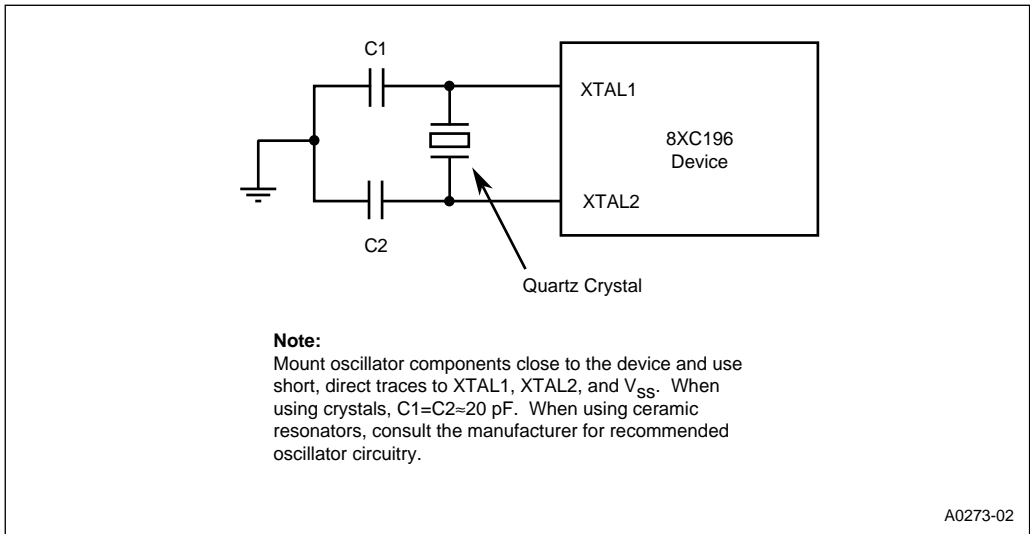 C1
XTAL1
8XC196
Device
XTAL2
C2
Quartz Crystal
Note:
Mount oscillator components close to the device and use
short, direct traces to XTAL1, XTAL2, and VSS. When
using crystals, C1=C2≈20 pF. When using ceramic
resonators, consult the manufacturer for recommended
oscillator circuitry.
A0273-02